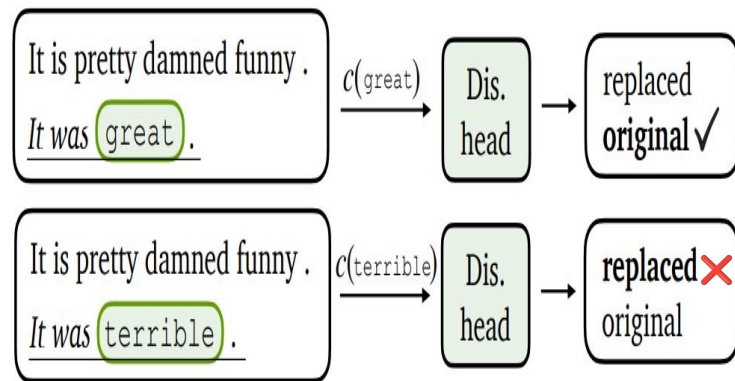 It is pretty damned funny .
It was great .
c(great)
Dis.
head
replaced
original ✓
It is pretty damned funny .
It was terrible .
c(terrible)
Dis.
head
replaced ❌
original